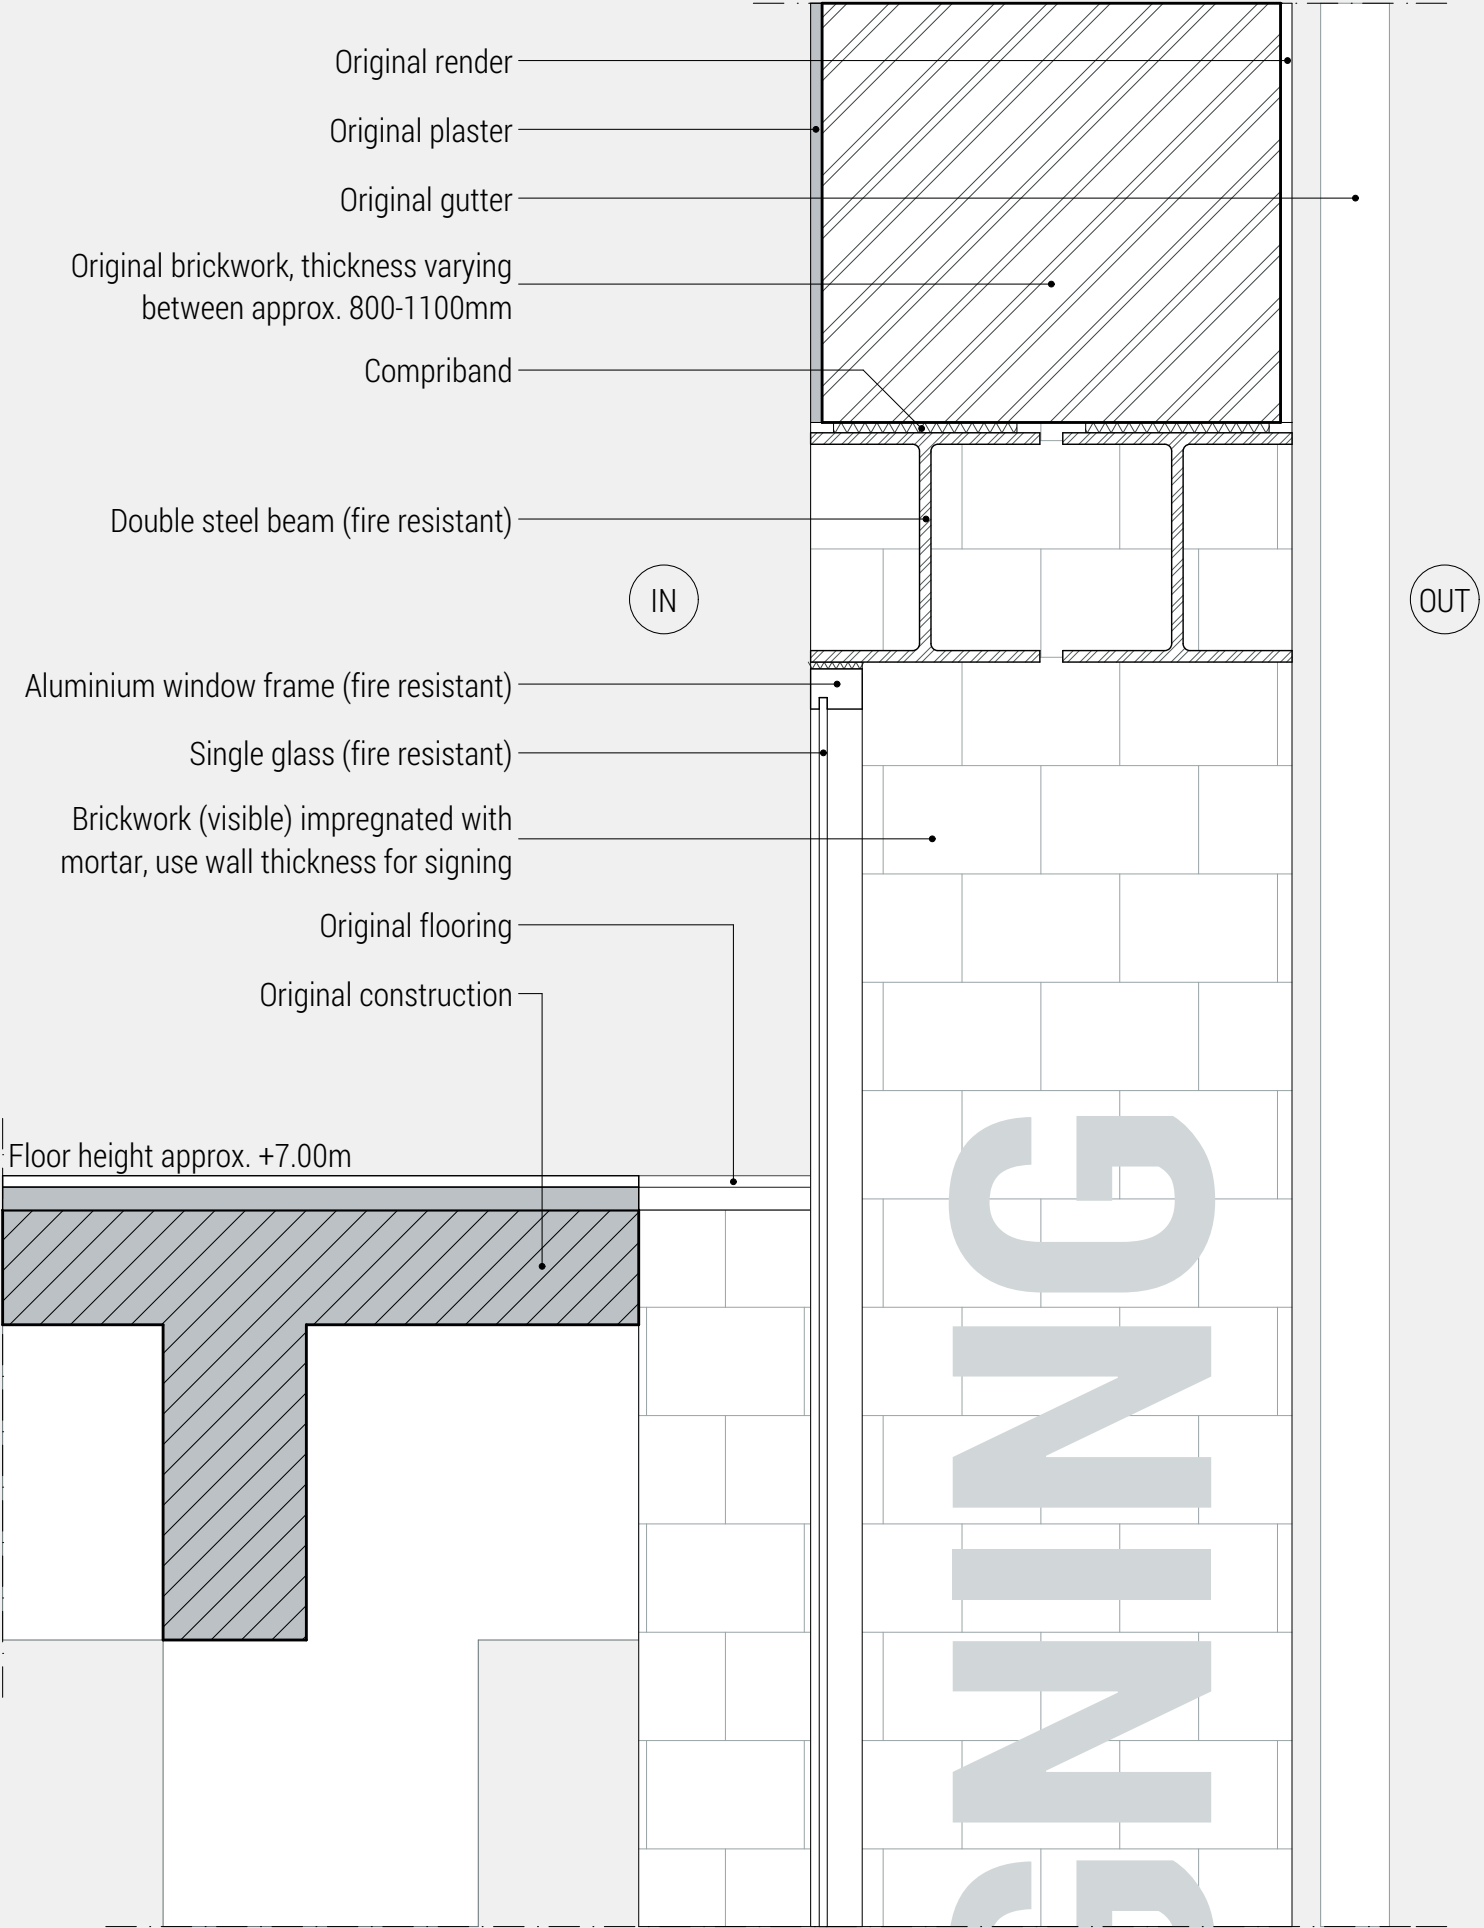 Original render
Original plaster
Original gutter
Original brickwork, thickness varying
between approx. 800-1100mm
Compriband
Double steel beam (fire resistant)
IN
OUT
Aluminium window frame (fire resistant)
Single glass (fire resistant)
Brickwork (visible) impregnated with
mortar, use wall thickness for signing
Original flooring
Original construction
Floor height approx. +7.00m
GNING